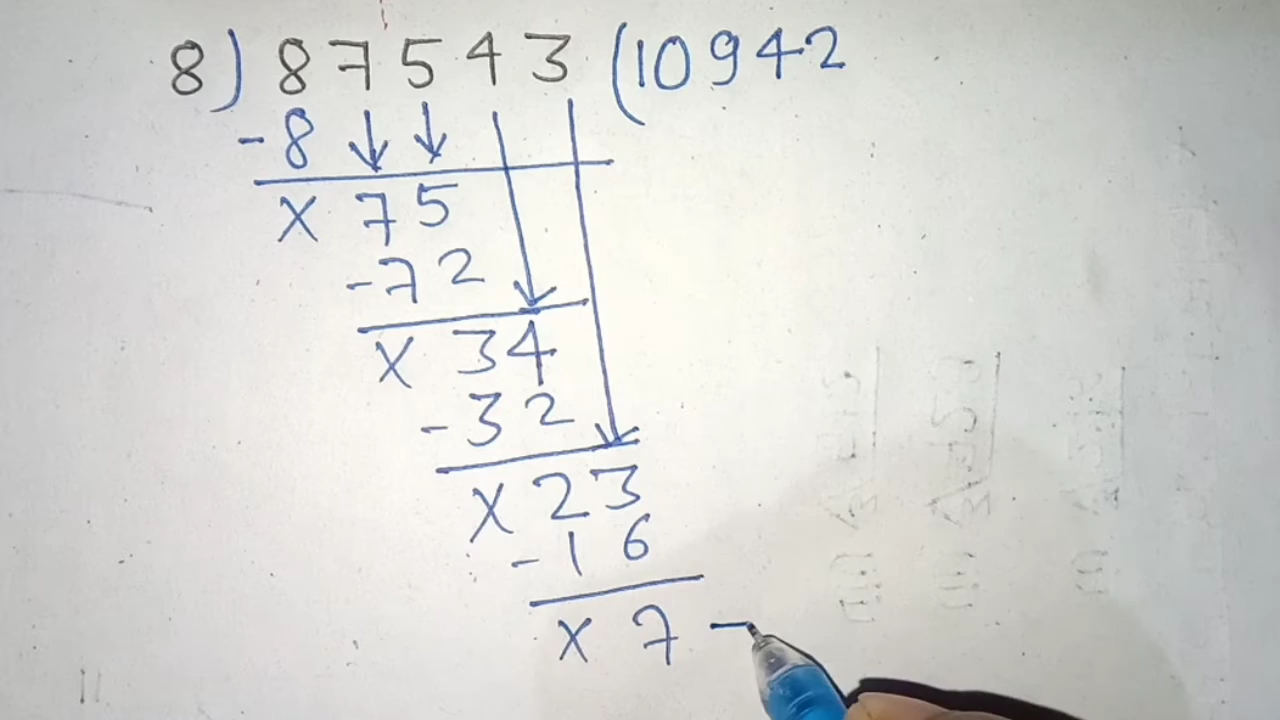 8) 87543 (10942
-8
x 75
-72
x 34
-32
x 23
-16
x 7 -